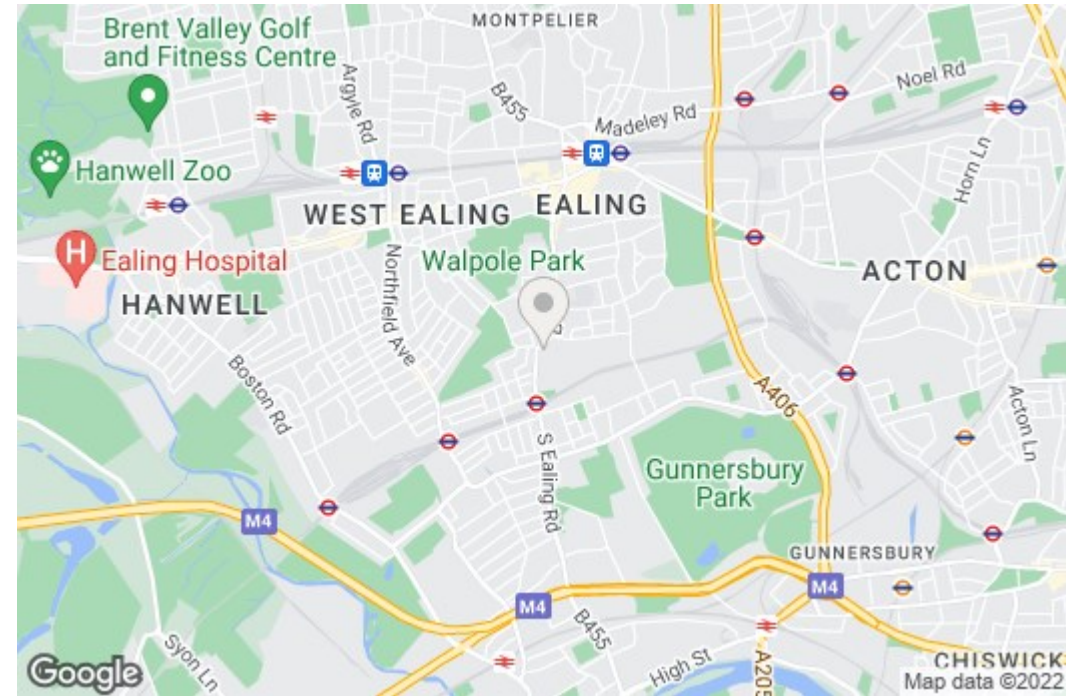 MONTPELIER
Brent Valley Golf
and Fitness Centre
Argyle Rd
B455
Noel Rd
Madeley Rd
Horn Ln
Hanwell Zoo
WEST EALING
EALING
Walpole Park
Ealing Hospital
H
ACTON
HANWELL
Northfield Ave
Boston Rd
A406
Acton Ln
S Ealing Rd
Gunnersbury
Park
M4
GUNNERSBURY
M4
M4
B455
Syon Ln
High St
A205
CHISWICK
Google
Map data ©2022